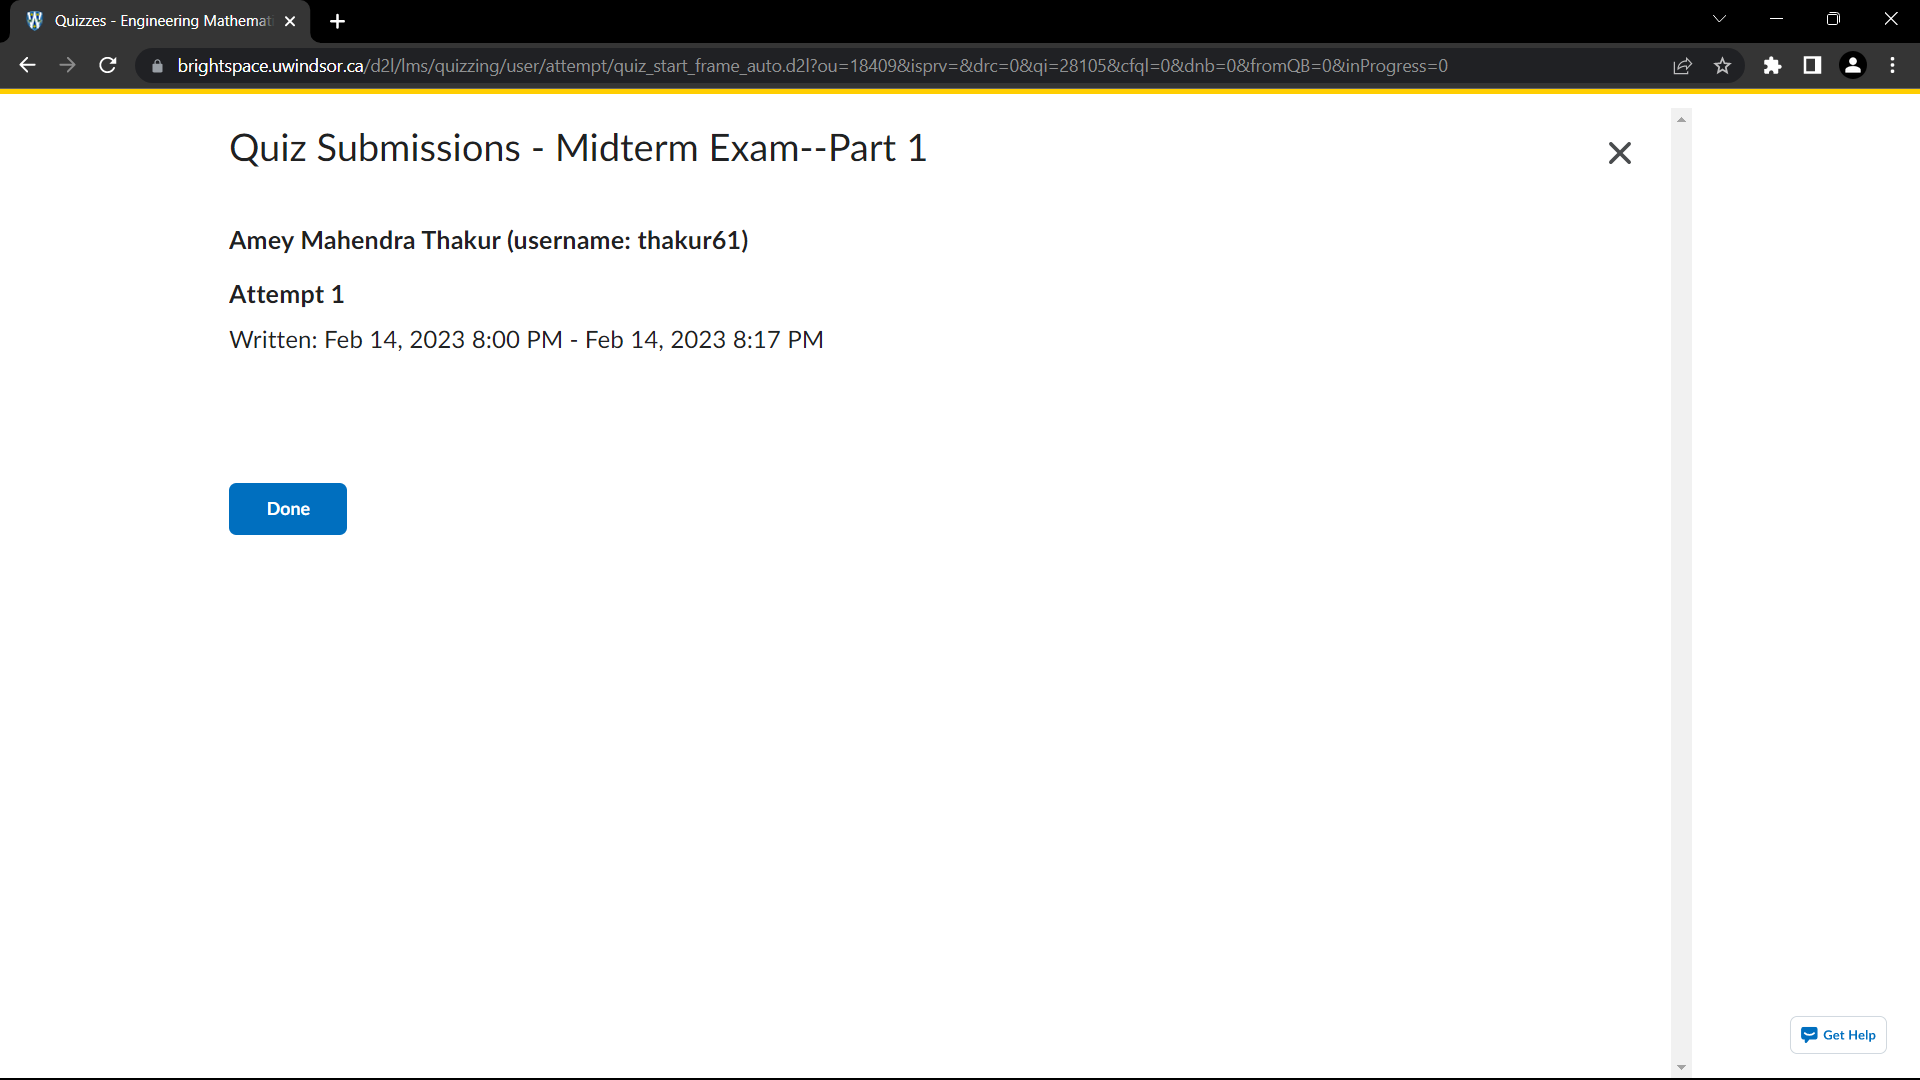 Quizzes - Engineering Mathemat
brightspace.uwindsor.ca/d2l/lms/quizzing/user/attempt/quiz_start_frame_auto.d2l?ou=18409&isprv=&drc=0&qi=28105&cfql=0&dnb=0&fromQB=0&inProgress=0
Quiz Submissions - Midterm Exam--Part 1
Amey Mahendra Thakur (username: thakur61)
Attempt 1
Written: Feb 14, 2023 8:00 PM - Feb 14, 2023 8:17 PM
Done
Get Help